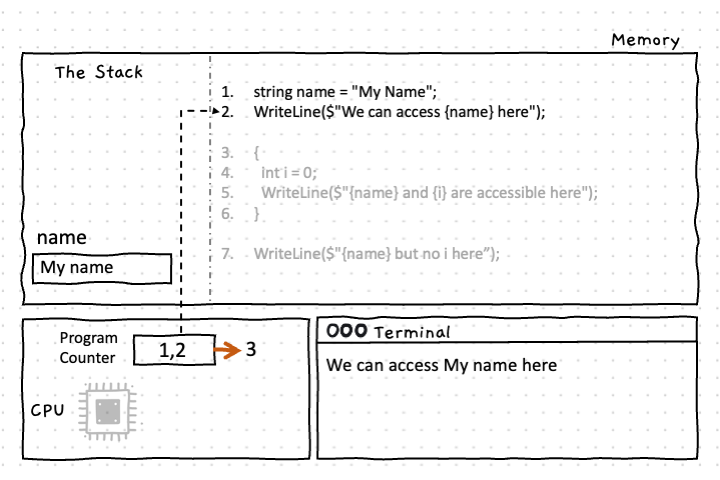 Memory
The Stack
1. string name = "My Name";
2. WriteLine($"We can access {name} here");
3. {
4. int i = 0;
5. WriteLine($"{name} and {i} are accessible here");
6. }
7. WriteLine($"{name} but no i here”);
name
My name
Program
Counter
1,2
3
CPU
OOO Terminal
We can access My name here